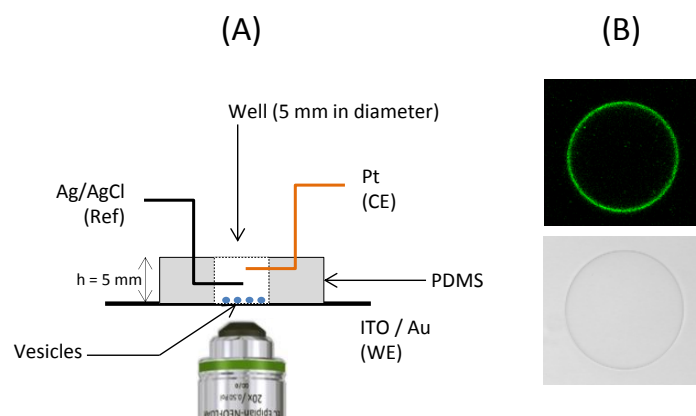 (A)
(B)
Well (5 mm in diameter)
Ag/AgCl
(Ref)
Pt
(CE)
h = 5 mm
PDMS
ITO / Au
(WE)
Vesicles
20x / 0.50 Pol